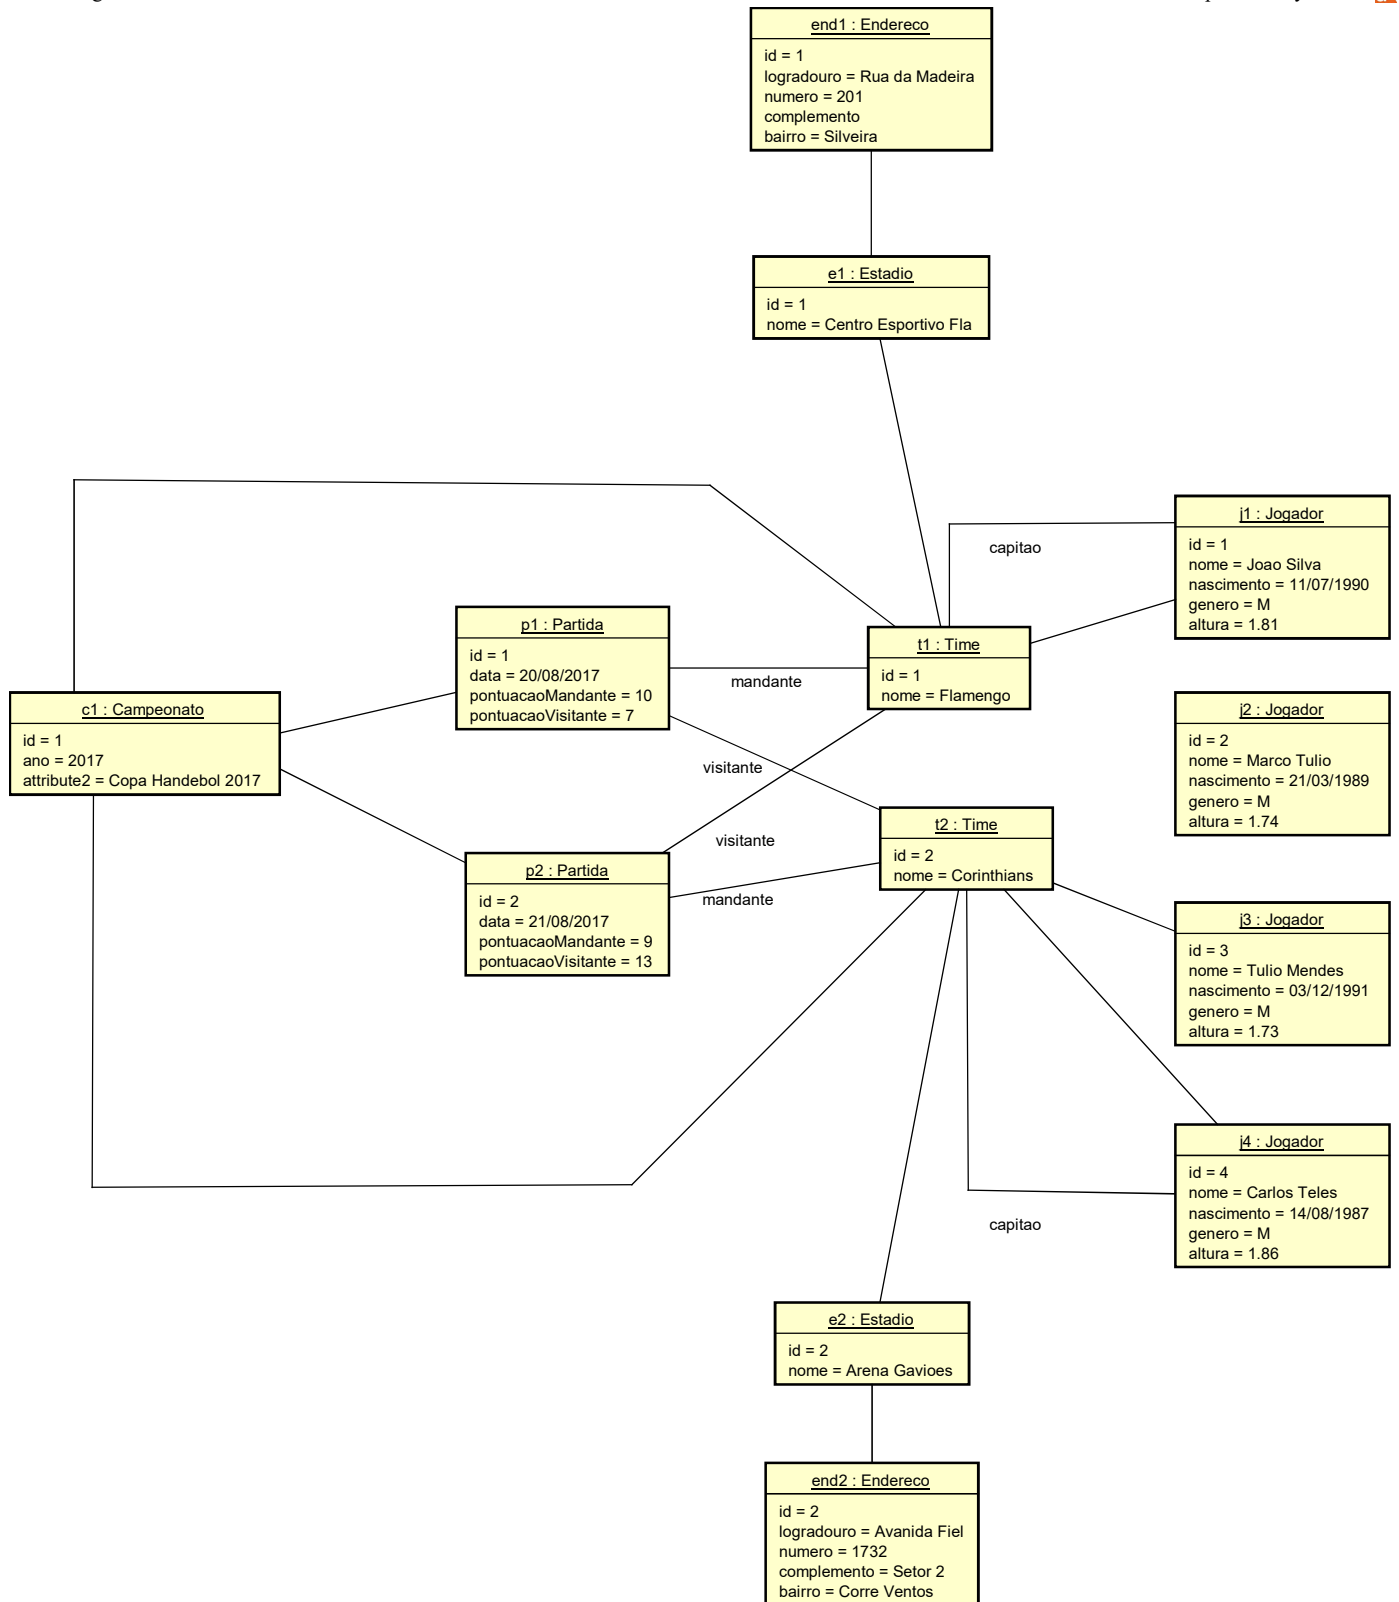 end1 : Endereco
id = 1
logradouro = Rua da Madeira
numero = 201
complemento
bairro = Silveira
e1 : Estadio
id = 1
nome = Centro Esportivo Fla
j1 : Jogador
id = 1
nome = Joao Silva
nascimento = 11/07/1990
genero = M
altura = 1.81
capitao
p1 : Partida
id = 1
data = 20/08/2017
pontuacaoMandante = 10
pontuacaoVisitante = 7
t1 : Time
id = 1
nome = Flamengo
mandante
c1 : Campeonato
id = 1
ano = 2017
attribute2 = Copa Handebol 2017
j2 : Jogador
id = 2
nome = Marco Tulio
nascimento = 21/03/1989
genero = M
altura = 1.74
visitante
visitante
t2 : Time
id = 2
nome = Corinthians
p2 : Partida
id = 2
data = 21/08/2017
pontuacaoMandante = 9
pontuacaoVisitante = 13
mandante
j3 : Jogador
id = 3
nome = Tulio Mendes
nascimento = 03/12/1991
genero = M
altura = 1.73
j4 : Jogador
id = 4
nome = Carlos Teles
nascimento = 14/08/1987
genero = M
altura = 1.86
capitao
e2 : Estadio
id = 2
nome = Arena Gavioes
end2 : Endereco
id = 2
logradouro = Avanida Fiel
numero = 1732
complemento = Setor 2
bairro = Corre Ventos